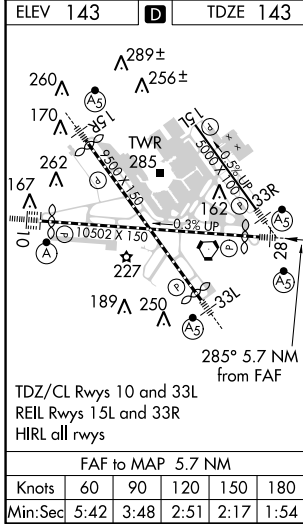 ELEV 143 D TDZE 143
289±
260
256±
A5
170
15R
TWR
285
15L
P
x
5000 X 100
0.5% UP
9500 X 150
P
262
P
162
33R
167
0.3% UP
A5
10
P
10502 X 150
P
28
A
227
P
33L
189
250
A5
A5
285° 5.7 NM
from FAF
TDZ/CL Rwys 10 and 33L
REIL Rwys 15L and 33R
HIRL all rwys
FAF to MAP 5.7 NM
Knots 60 90 120 150 180
Min:Sec 5:42 3:48 2:51 2:17 1:54